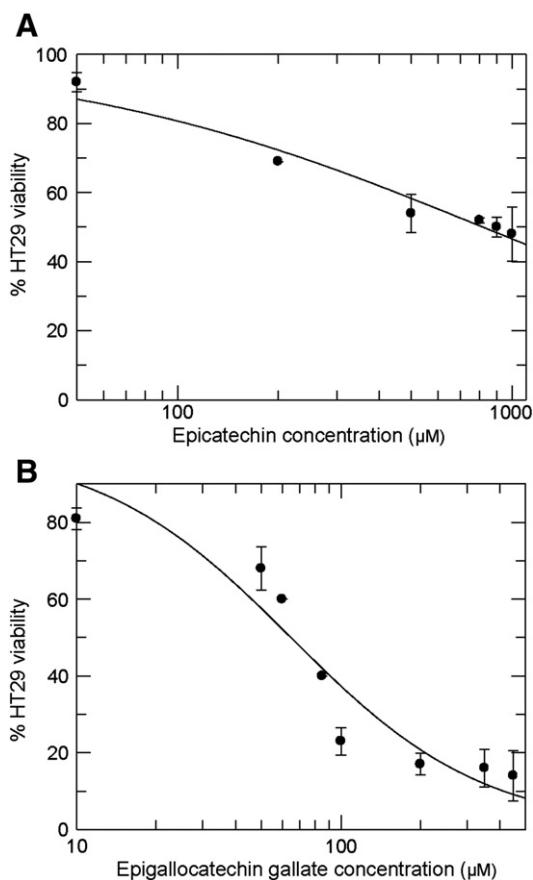 A
100
80
60
40
20
0
% HT29 viability
100
1000
Epicatechin concentration (μM)
B
80
60
40
20
0
% HT29 viability
10
100
Epigallocatechin gallate concentration (μM)